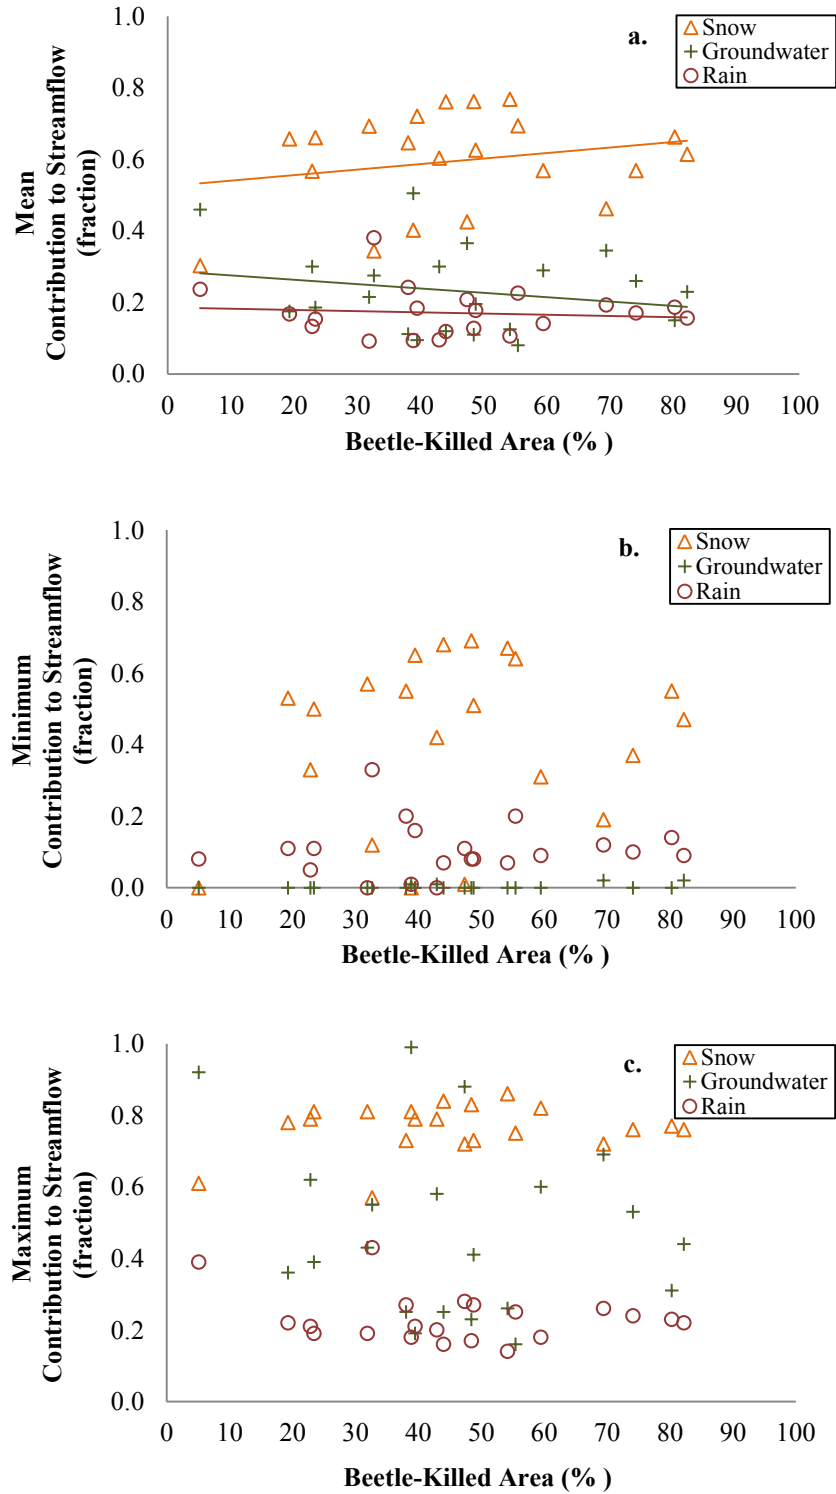 1.0
0.8
0.6
0.4
0.2
0.0
Mean
Contribution to Streamflow
(fraction)
a.
Snow
Groundwater
Rain
0 10 20 30 40 50 60 70 80 90 100
Beetle-Killed Area (% )
1.0
0.8
0.6
0.4
0.2
0.0
Minimum
Contribution to Streamflow
(fraction)
b.
Snow
Groundwater
Rain
0 10 20 30 40 50 60 70 80 90 100
Beetle-Killed Area (% )
1.0
0.8
0.6
0.4
0.2
0.0
Maximum
Contribution to Streamflow
(fraction)
c.
Snow
Groundwater
Rain
0 10 20 30 40 50 60 70 80 90 100
Beetle-Killed Area (% )